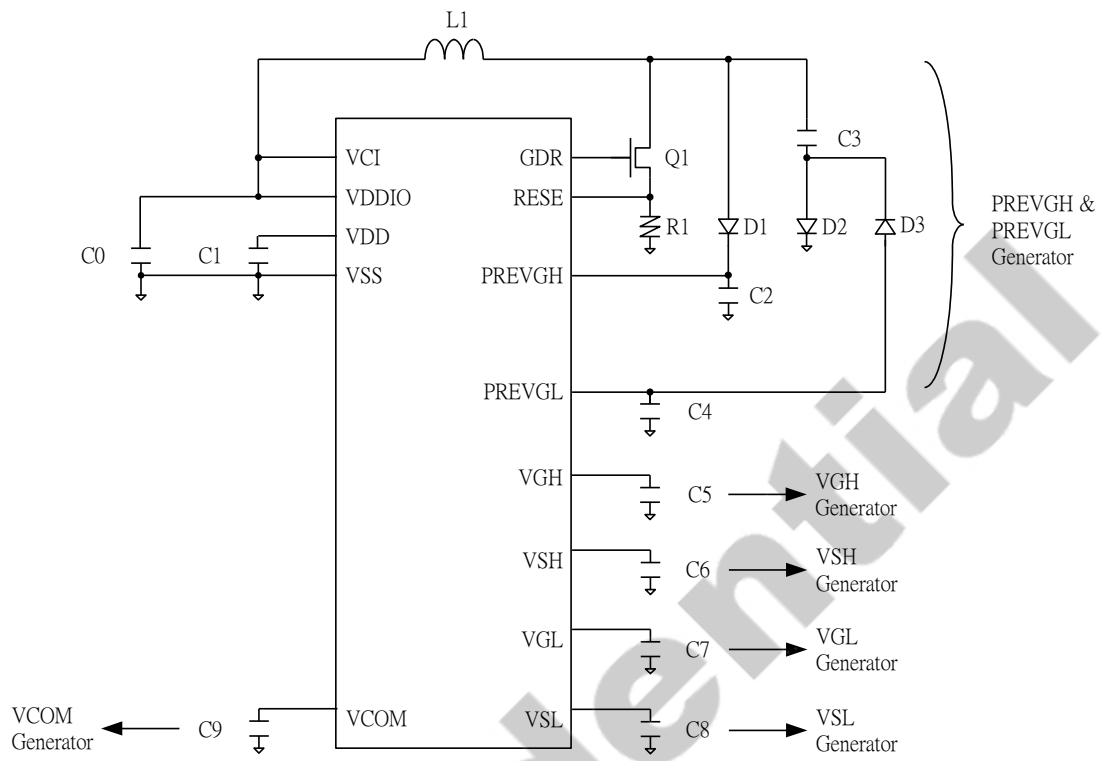 L1
VCI
GDR
Q1
C3
VDDIO
RESE
PREVGH &
PREVGL
Generator
R1
D1
D2
D3
VDD
C0
C1
VSS
PREVGH
C2
PREVGL
C4
VGH
C5
VGH
Generator
VSH
C6
VSH
Generator
VGL
C7
VGL
Generator
VCOM
Generator
C9
VCOM
VSL
C8
VSL
Generator
dential